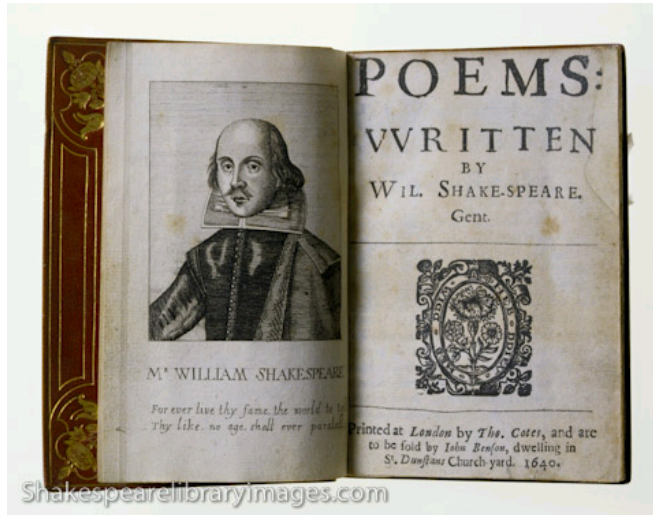 Mr WILLIAM SHAKESPEARE
For ever live thy fame, the world to
Thy like, no age, shall ever
POEMS:
VVRITTEN
BY
WIL. SHAKE-SPEARE.
Gent.
Printed at London by Tho. Cotes, and are
to be sold by Iohn Benson, dwelling in
St. Dunstans Church-yard. 1640.
Shakespearelibraryimages.com